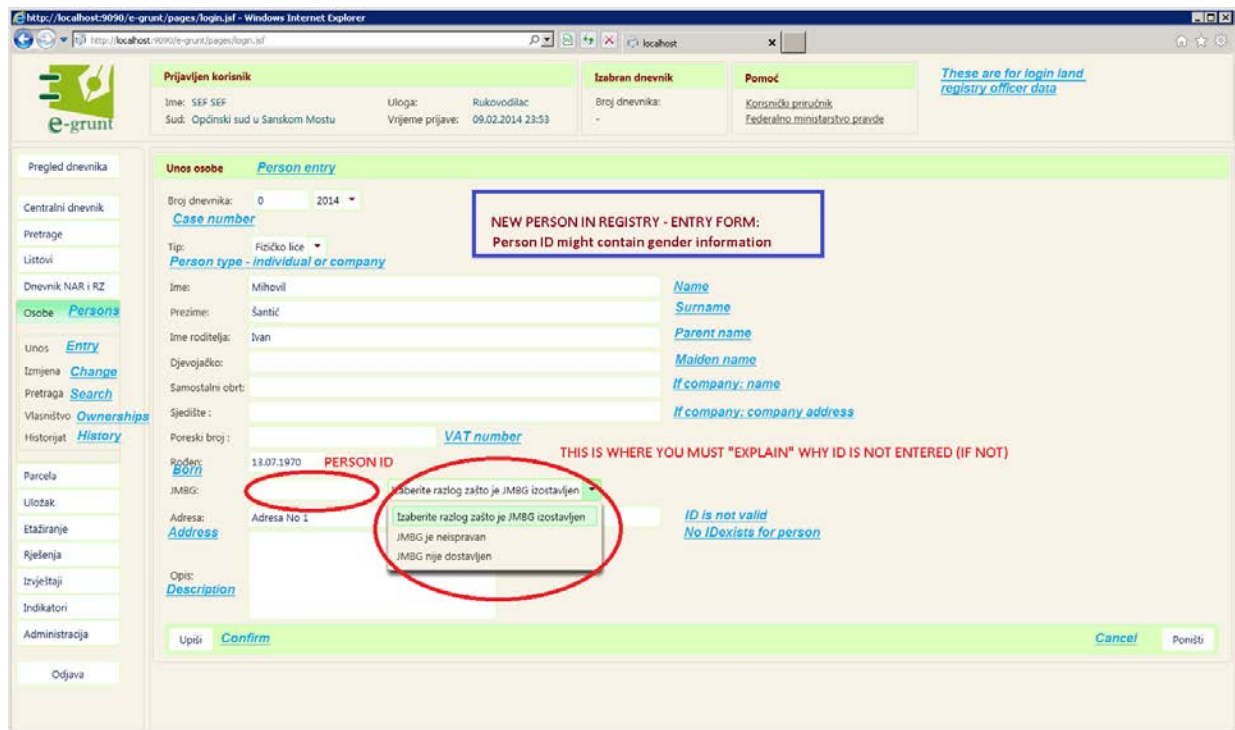 http://localhost:9090/e-grunt/pages/login.jsf - Windows Internet Explorer
http://localhost:9090/e-grunt/pages/login.jsf
localhost
e-grunt
Prijavljen korisnik
Ime: SEF SEF
Uloga: Rukovodilac
Sud: Općinski sud u Sanskom Mostu
Vrijeme prijave: 09.02.2014 23:53
Izabran dnevnik
Broj dnevnika:
-
Pomoć
Korisnički priručnik
Federalno ministarstvo pravde
These are for login land
registry officer data
Pregled dnevnika
Centralni dnevnik
Pretrage
Listovi
Dnevnik NAR i RZ
Osobe Persons
Unos Entry
Izmjena Change
Pretraga Search
Vlasništvo Ownerships
Historijat History
Parcela
Uložak
Etažiranje
Rješenja
Izvještaji
Indikatori
Administracija
Odjava
Unos osobe Person entry
Broj dnevnika: 0 2014
Case number
NEW PERSON IN REGISTRY - ENTRY FORM:
Person ID might contain gender information
Tip: Fizičko lice
Person type - individual or company
Ime: Mihovil Name
Prezime: Šantić Surname
Ime roditelja: Ivan Parent name
Djevojačko: Maiden name
Samostalni obrt: If company: name
Sjedište : If company: company address
Poreski broj : VAT number
THIS IS WHERE YOU MUST "EXPLAIN" WHY ID IS NOT ENTERED (IF NOT)
Rođen: 13.07.1970 PERSON ID
Born
JMBG: Izaberite razlog zašto je JMBG izostavljen
Adresa: Adresa No 1
Address
Izaberite razlog zašto je JMBG izostavljen
JMBG je neispravan
JMBG nije dostavljen
ID is not valid
No IDexists for person
Opis:
Description
Upiši Confirm
Cancel Poništi